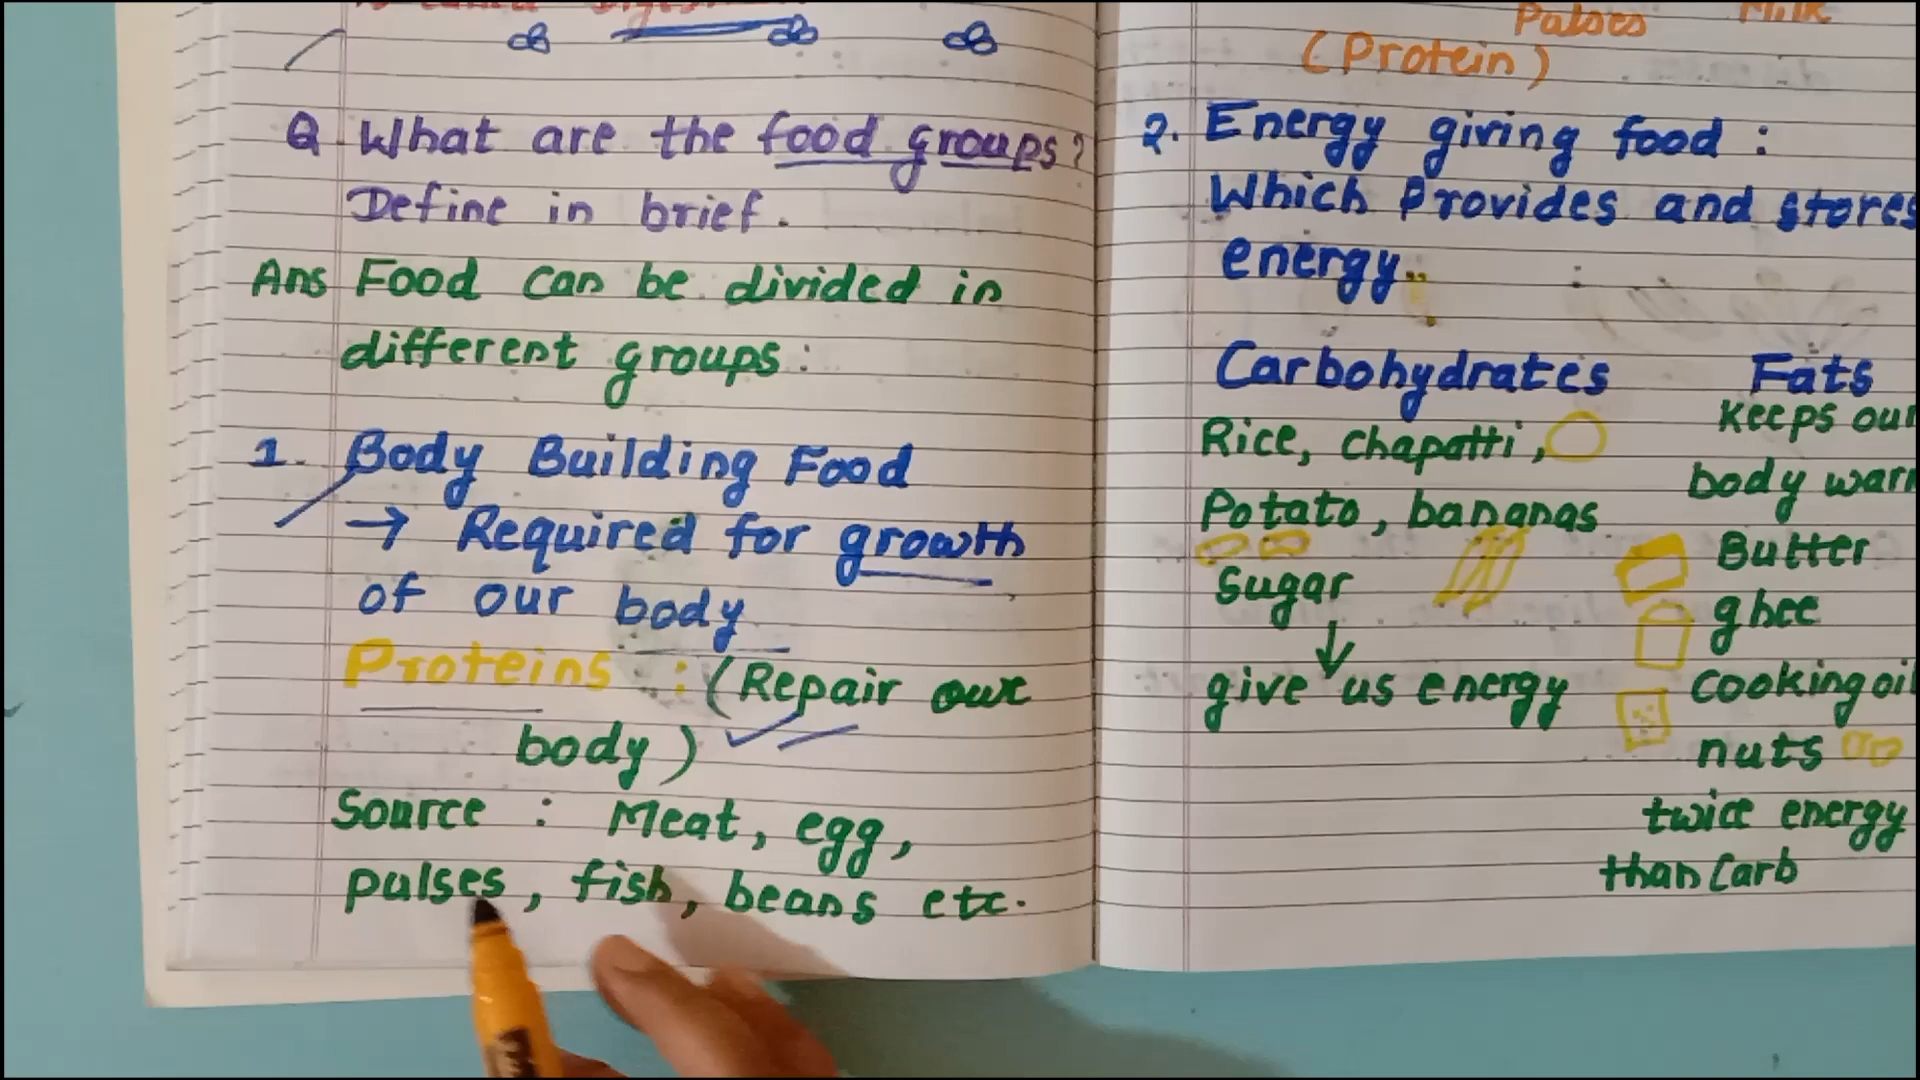 Q. What are the food groups?
Define in brief.
Ans Food can be divided in
different groups:
1. Body Building Food
→ Required for growth
of our body
Proteins : (Repair our
body)
Source : Meat, egg,
pulses, fish, beans etc.
Pulses Milk
(Protein)
2. Energy giving food :
Which Provides and stores
energy.
Carbohydrates
Rice, chapatti,
Potato, bananas
Sugar
↓
give us energy
Fats
Keeps our
body warm
Butter
ghee
cooking oil
nuts
twice energy
than Carb